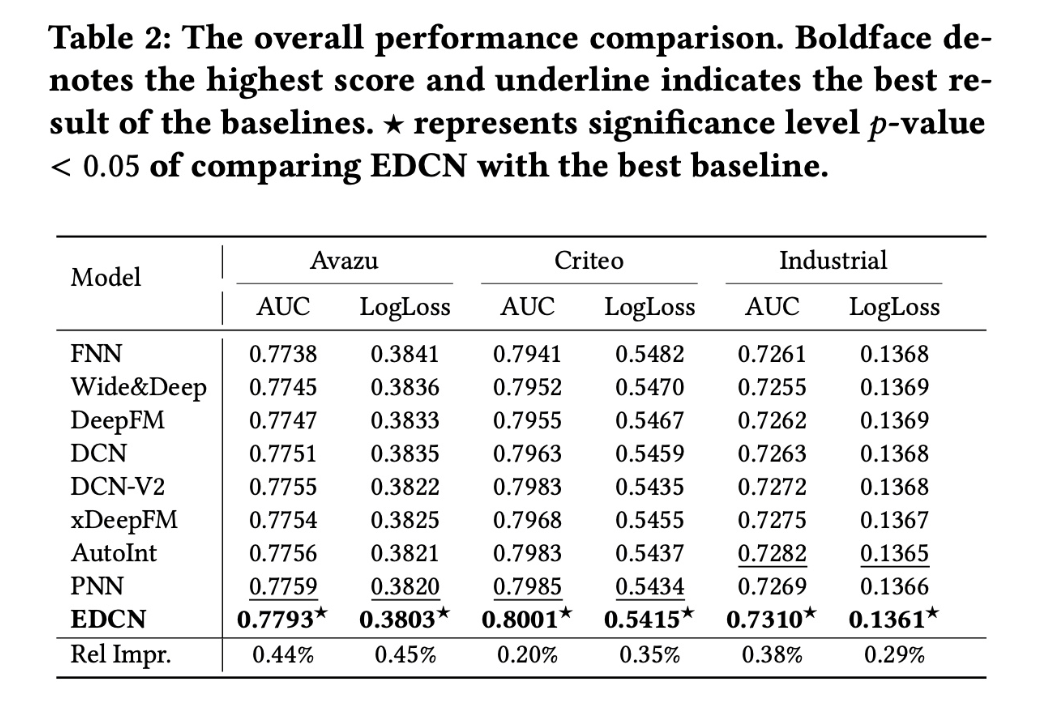 Table 2: The overall performance comparison. Boldface de-
notes the highest score and underline indicates the best re-
sult of the baselines. ★ represents significance level p-value
< 0.05 of comparing EDCN with the best baseline.
Model Avazu Criteo Industrial
AUC LogLoss AUC LogLoss AUC LogLoss
FNN 0.7738 0.3841 0.7941 0.5482 0.7261 0.1368
Wide&Deep 0.7745 0.3836 0.7952 0.5470 0.7255 0.1369
DeepFM 0.7747 0.3833 0.7955 0.5467 0.7262 0.1369
DCN 0.7751 0.3835 0.7963 0.5459 0.7263 0.1368
DCN-V2 0.7755 0.3822 0.7983 0.5435 0.7272 0.1368
xDeepFM 0.7754 0.3825 0.7968 0.5455 0.7275 0.1367
AutoInt 0.7756 0.3821 0.7983 0.5437 0.7282 0.1365
PNN 0.7759 0.3820 0.7985 0.5434 0.7269 0.1366
EDCN 0.7793★ 0.3803★ 0.8001★ 0.5415★ 0.7310★ 0.1361★
Rel Impr. 0.44% 0.45% 0.20% 0.35% 0.38% 0.29%